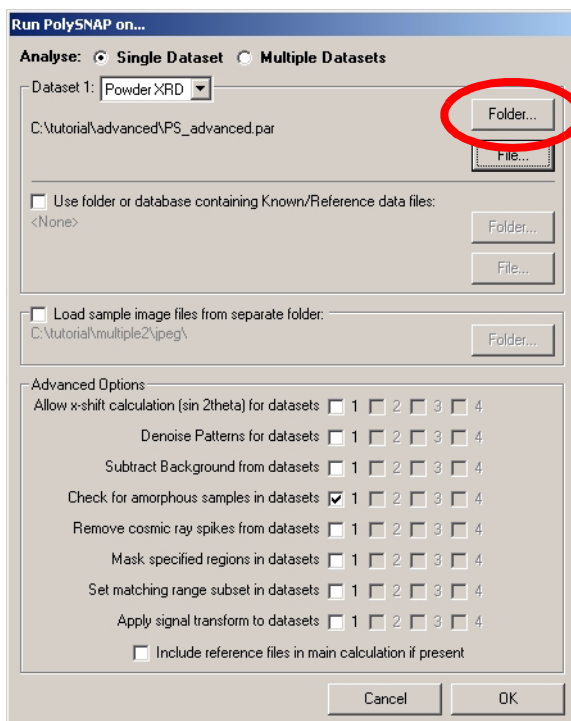 Run PolySNAP on...
Analyse: Single Dataset Multiple Datasets
Dataset 1: Powder XRD
Folder...
C:\tutorial\advanced\PS_advanced.par
File...
Use folder or database containing Known/Reference data files:
<None>
Folder...
File...
Load sample image files from separate folder:
C:\tutorial\multiple2\jpeg\
Folder...
Advanced Options
Allow x-shift calculation (sin 2theta) for datasets 1 2 3 4
Denoise Patterns for datasets 1 2 3 4
Subtract Background from datasets 1 2 3 4
Check for amorphous samples in datasets 1 2 3 4
Remove cosmic ray spikes from datasets 1 2 3 4
Mask specified regions in datasets 1 2 3 4
Set matching range subset in datasets 1 2 3 4
Apply signal transform to datasets 1 2 3 4
Include reference files in main calculation if present
Cancel OK